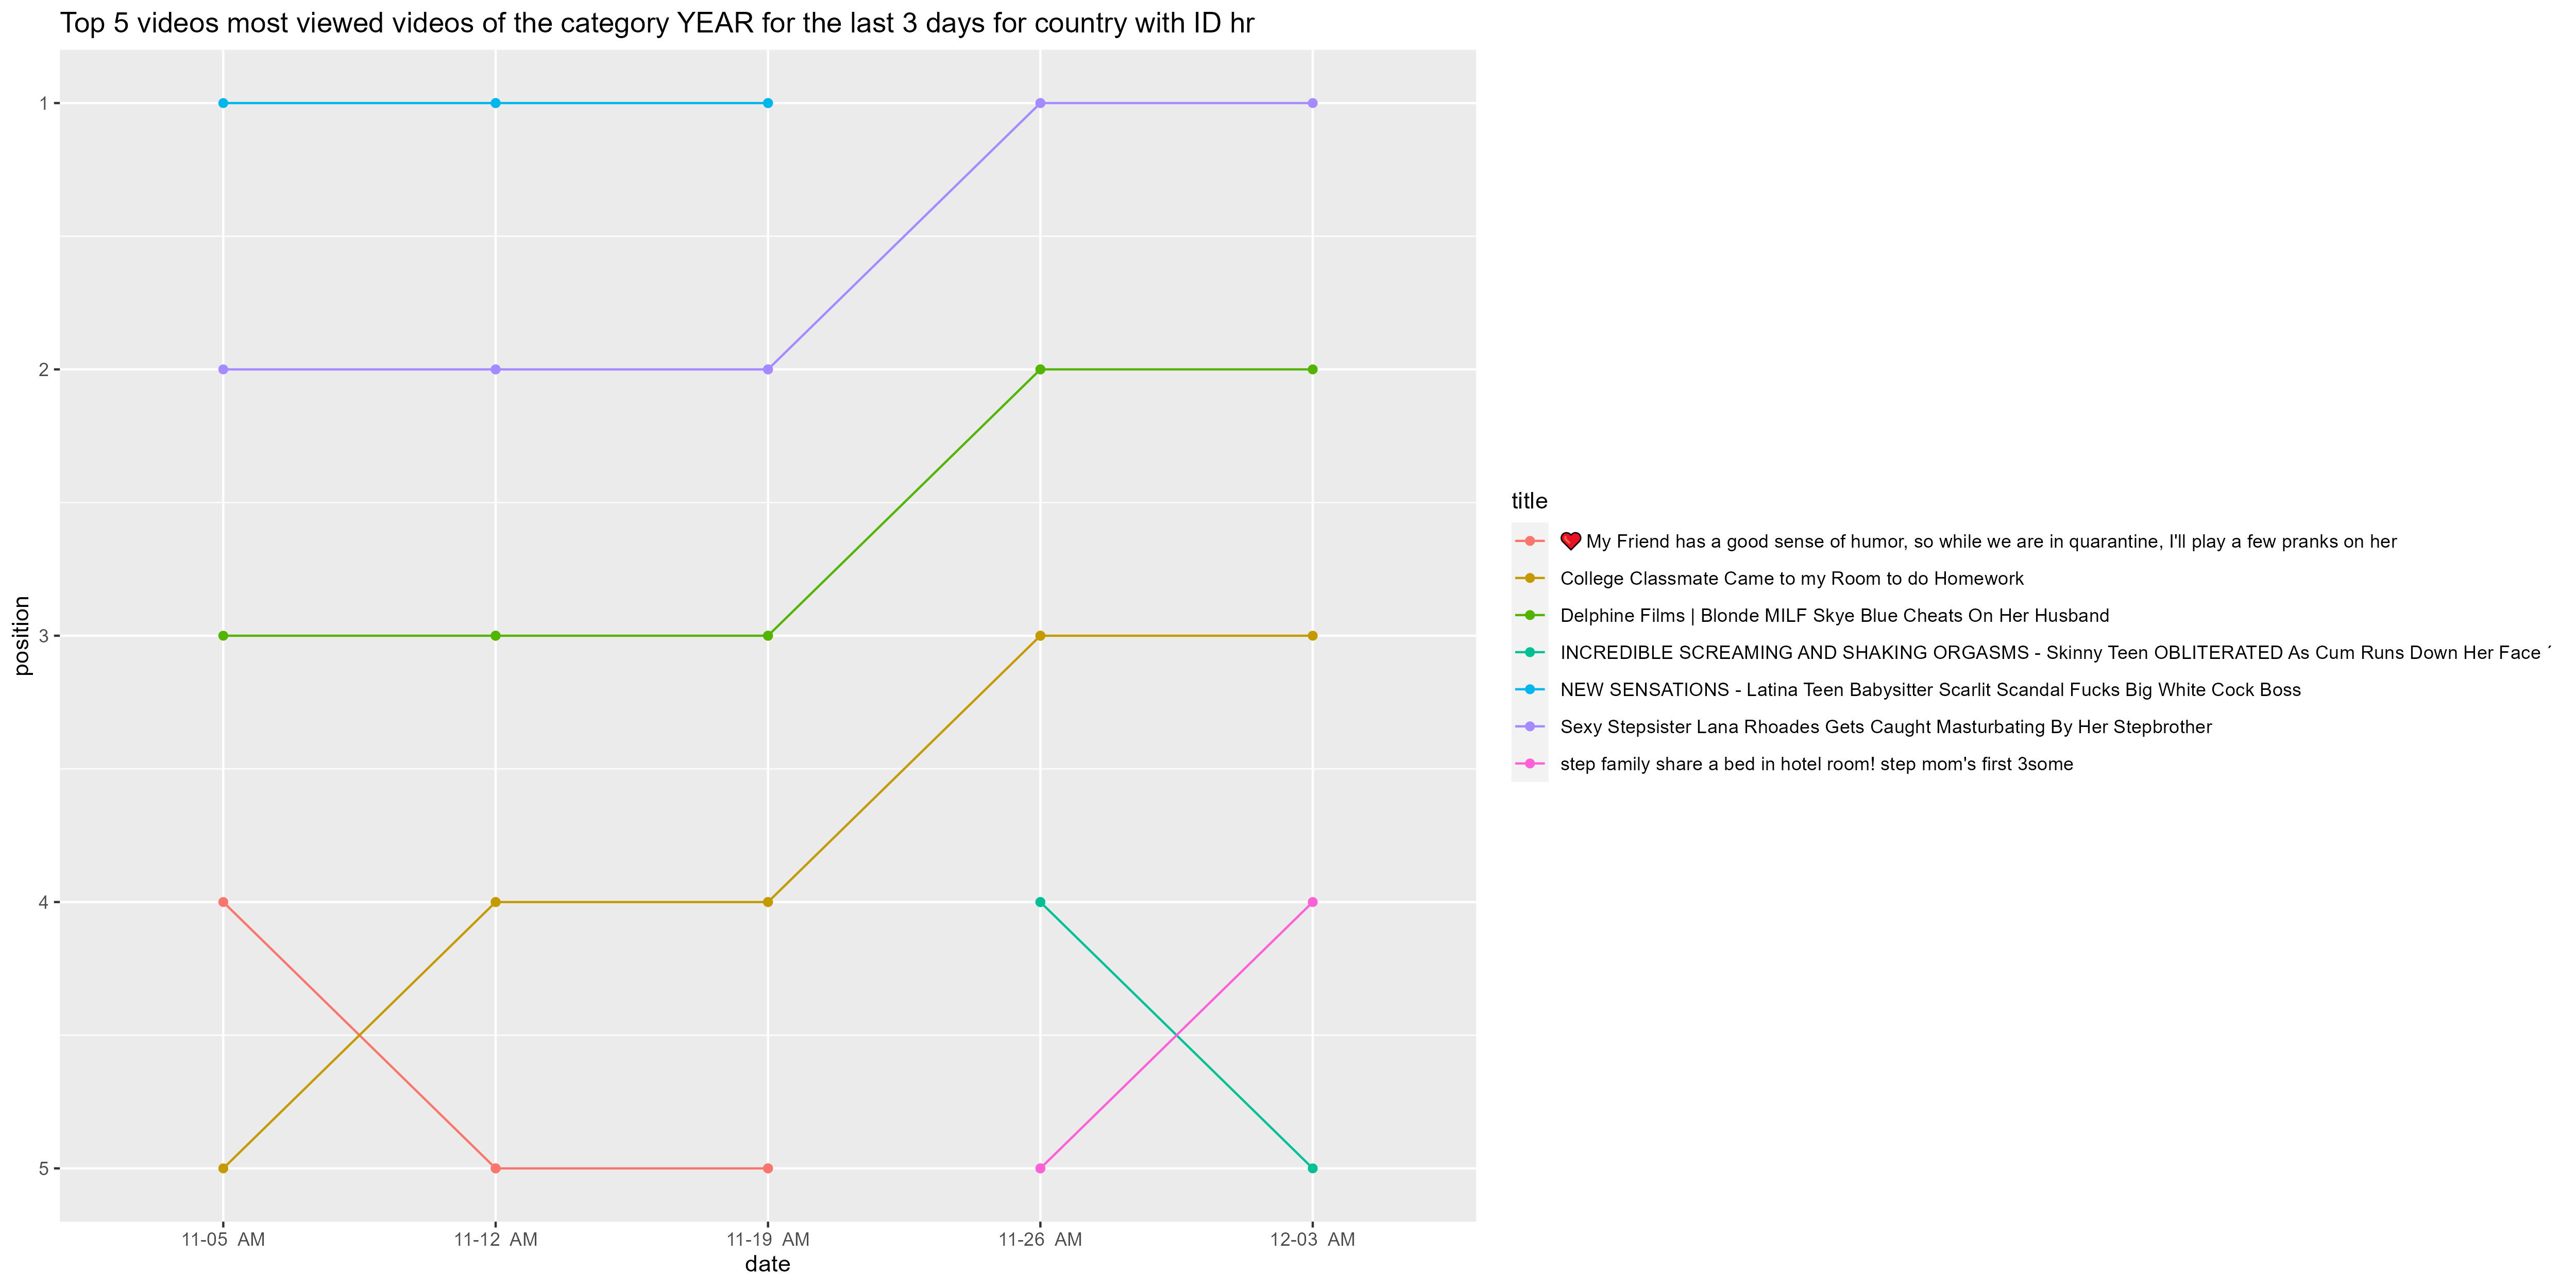 Top 5 videos most viewed videos of the category YEAR for the last 3 days for country with ID hr
1
2
3
4
5
position
11-05 AM
11-12 AM
11-19 AM
11-26 AM
12-03 AM
date
title
❤️ My Friend has a good sense of humor, so while we are in quarantine, I'll play a few pranks on her
College Classmate Came to my Room to do Homework
Delphine Films | Blonde MILF Skye Blue Cheats On Her Husband
INCREDIBLE SCREAMING AND SHAKING ORGASMS - Skinny Teen OBLITERATED As Cum Runs Down Her Face
NEW SENSATIONS - Latina Teen Babysitter Scarlit Scandal Fucks Big White Cock Boss
Sexy Stepsister Lana Rhoades Gets Caught Masturbating By Her Stepbrother
step family share a bed in hotel room! step mom's first 3some